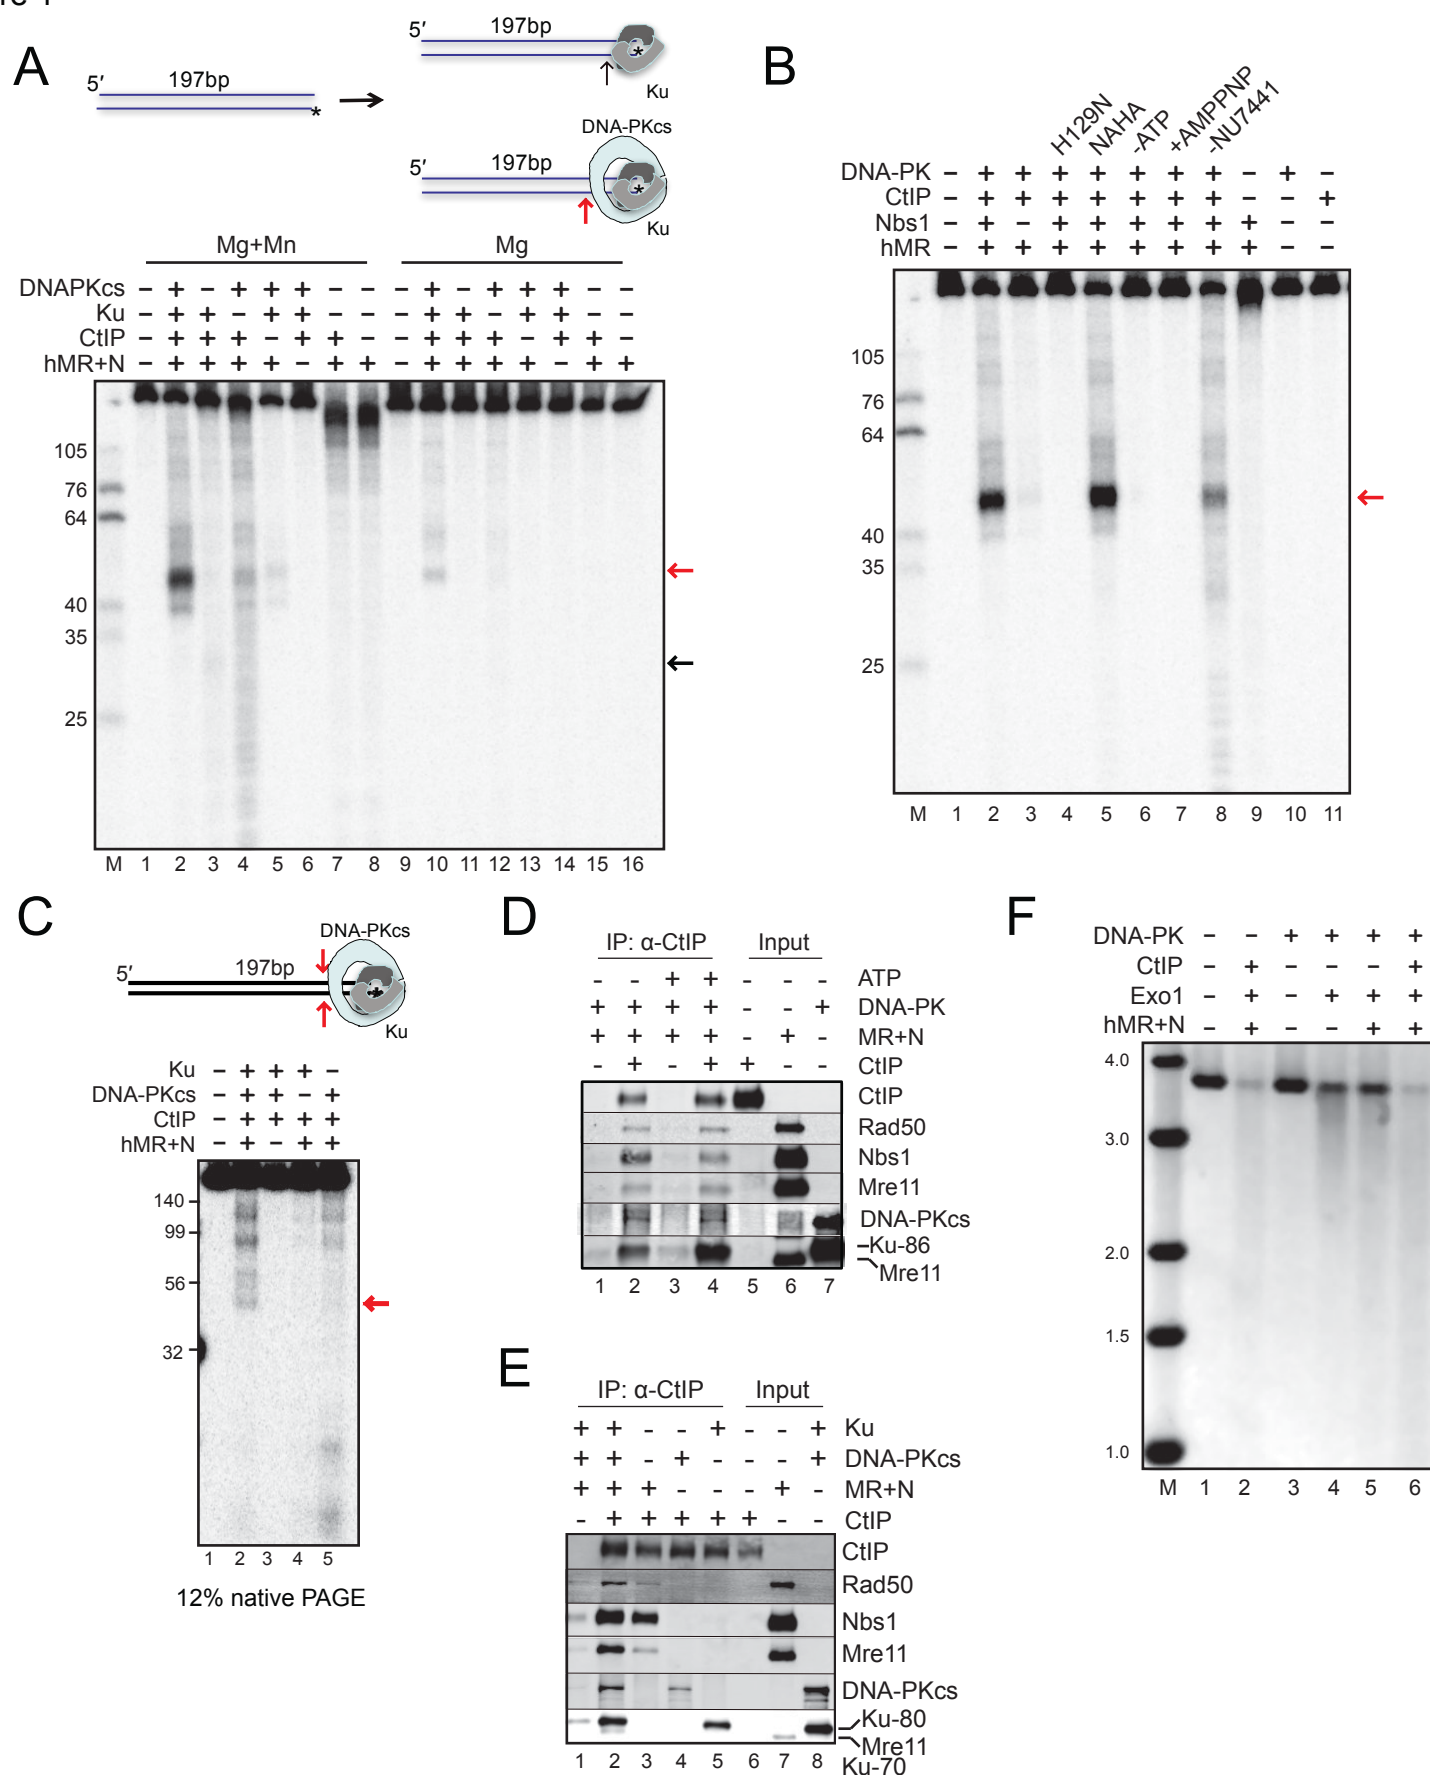 A
5′
197bp
*
5′
197bp
*
Ku
DNA-PKcs
5′
197bp
*
Ku
Mg+Mn
Mg
DNAPKcs – + – + + + – – – + – + + + – –
Ku – + + – + + – – – + + – + + – –
CtIP – + + + – + + – – + + + – + + –
hMR+N – + + + + – + + – + + + + – + +
105
76
64
40
35
25
M 1 2 3 4 5 6 7 8 9 10 11 12 13 14 15 16
B
H129N
NAHA
-ATP
+AMPPNP
-NU7441
DNA-PK – + + + + + + + – + –
CtIP – + + + + + + + – – +
Nbs1 – + – + + + + + + – –
hMR – + + + + + + + + – –
105
76
64
40
35
25
M 1 2 3 4 5 6 7 8 9 10 11
C
DNA-PKcs
5′
197bp
Ku
Ku – + + + –
DNA-PKcs – + + – +
CtIP – + + + +
hMR+N – + – + +
140
99
56
32
1 2 3 4 5
12% native PAGE
D
IP: α-CtIP
Input
- - + + - - - ATP
+ + + + - - + DNA-PK
+ + + + - + - MR+N
- + - + + - - CtIP
CtIP
Rad50
Nbs1
Mre11
DNA-PKcs
Ku-86
Mre11
1 2 3 4 5 6 7
E
IP: α-CtIP
Input
+ + - - + - - + Ku
+ + - + - - - + DNA-PKcs
+ + + - - - + - MR+N
- + + + + + - - CtIP
CtIP
Rad50
Nbs1
Mre11
DNA-PKcs
Ku-80
Mre11
Ku-70
1 2 3 4 5 6 7 8
F
DNA-PK – – + + + +
CtIP – + – – – +
Exo1 – + – + + +
hMR+N – + – – + +
4.0
3.0
2.0
1.5
1.0
M 1 2 3 4 5 6